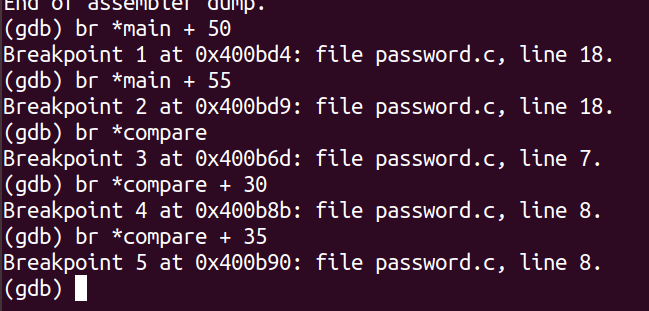 End of assembler dump.
(gdb) br *main + 50
Breakpoint 1 at 0x400bd4: file password.c, line 18.
(gdb) br *main + 55
Breakpoint 2 at 0x400bd9: file password.c, line 18.
(gdb) br *compare
Breakpoint 3 at 0x400b6d: file password.c, line 7.
(gdb) br *compare + 30
Breakpoint 4 at 0x400b8b: file password.c, line 8.
(gdb) br *compare + 35
Breakpoint 5 at 0x400b90: file password.c, line 8.
(gdb)